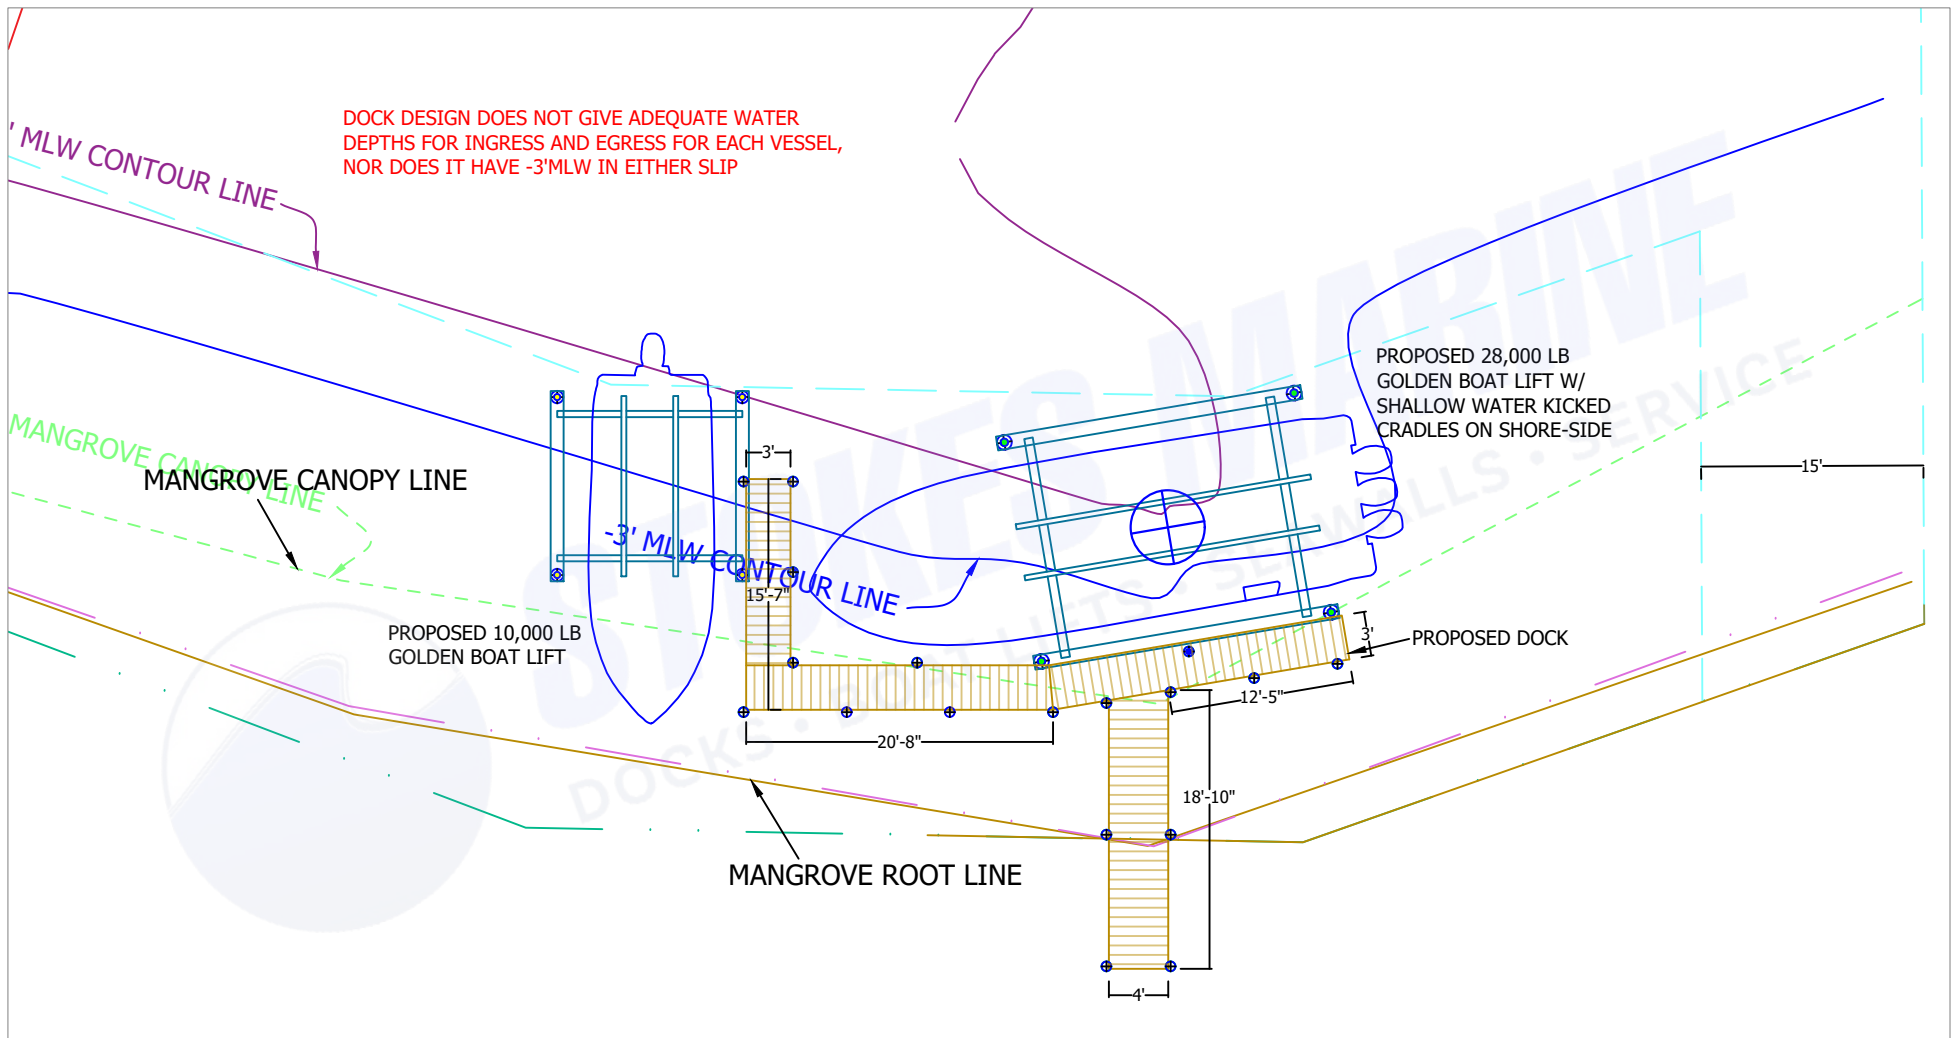 DOCK DESIGN DOES NOT GIVE ADEQUATE WATER
DEPTHS FOR INGRESS AND EGRESS FOR EACH VESSEL,
NOR DOES IT HAVE -3'MLW IN EITHER SLIP
' MLW CONTOUR LINE
PROPOSED 28,000 LB
GOLDEN BOAT LIFT W/
SHALLOW WATER KICKED
CRADLES ON SHORE-SIDE
MANGROVE CANOPY LINE
MANGROVE CANOPY LINE
3'
15'
-3' MLW CONTOUR LINE
15'-7"
PROPOSED 10,000 LB
GOLDEN BOAT LIFT
3'
PROPOSED DOCK
12'-5"
20'-8"
18'-10"
MANGROVE ROOT LINE
4'
STOKES MARINE
DOCKS • BOAT LIFTS • SEAWALLS • SERVICE